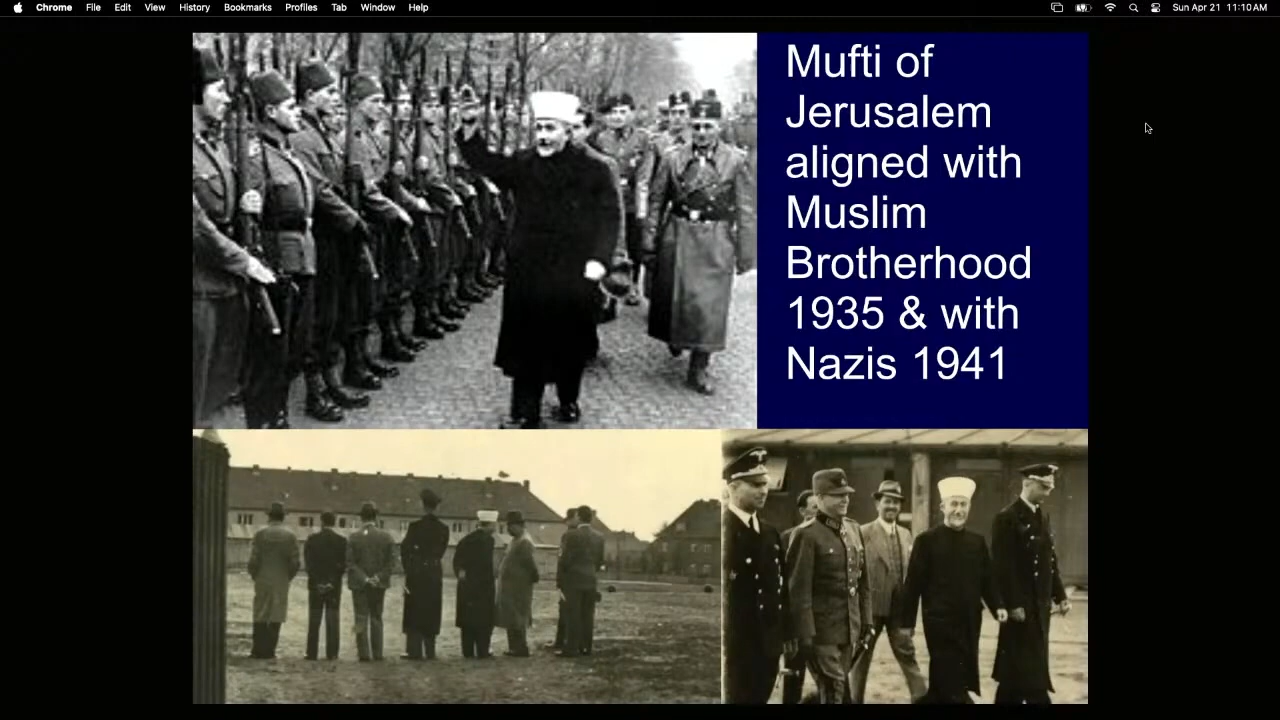 Chrome File Edit View History Bookmarks Profiles Tab Window Help
Sun Apr 21 11:10 AM
Mufti of
Jerusalem
aligned with
Muslim
Brotherhood
1935 & with
Nazis 1941